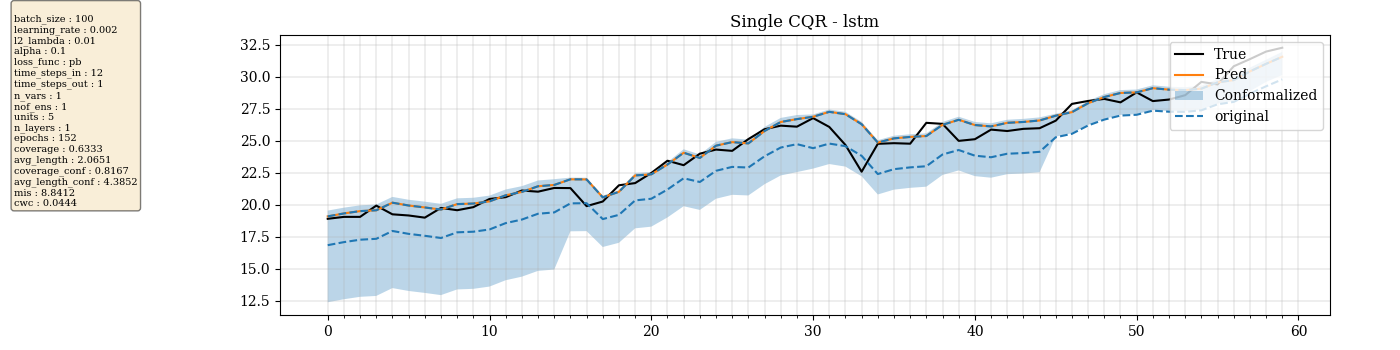 batch_size : 100
learning_rate : 0.002
l2_lambda : 0.01
alpha : 0.1
loss_func : pb
time_steps_in : 12
time_steps_out : 1
n_vars : 1
nof_ens : 1
units : 5
n_layers : 1
epochs : 152
coverage : 0.6333
avg_length : 2.0651
coverage_conf : 0.8167
avg_length_conf : 4.3852
mis : 8.8412
cwc : 0.0444
Single CQR - lstm
32.5
30.0
27.5
25.0
22.5
20.0
17.5
15.0
12.5
True
Pred
Conformalized
original
0 10 20 30 40 50 60